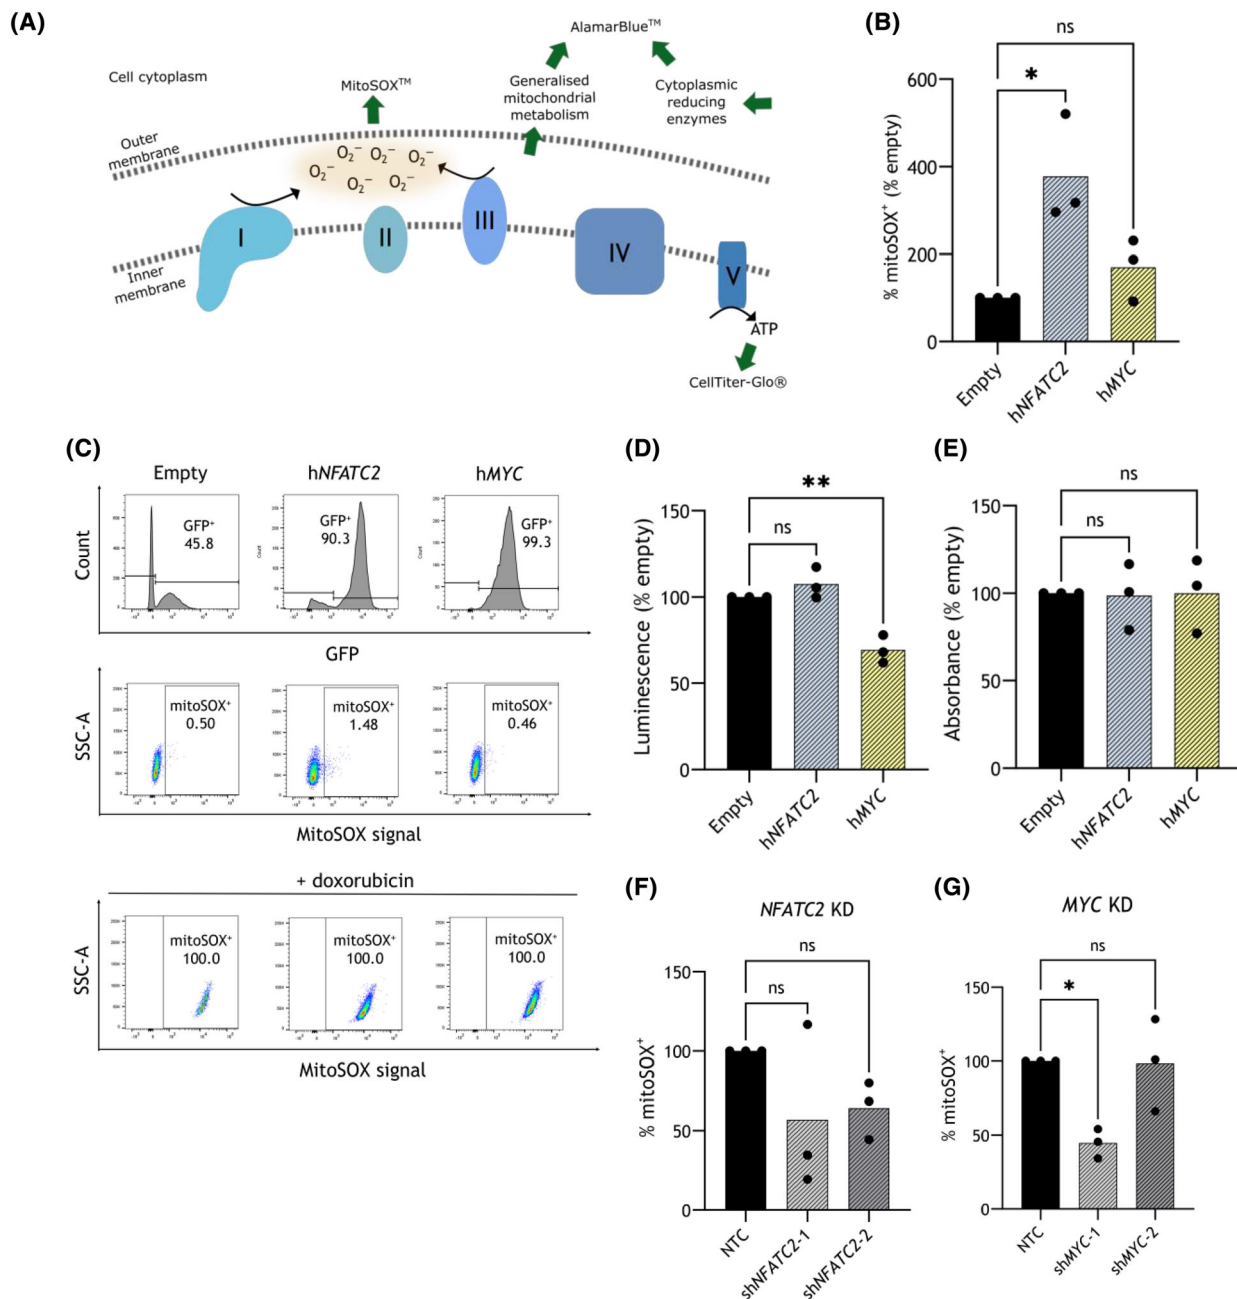 (A)
AlamarBlue™
Cell cytoplasm
MitoSOX™
Generalised
mitochondrial
metabolism
Cytoplasmic
reducing
enzymes
Outer
membrane
O₂⁻ O₂⁻ O₂⁻
O₂⁻ O₂⁻ O₂⁻
I
II
III
IV
V
Inner
membrane
ATP
CellTiter-Glo®
(B)
ns
*
600
400
200
0
% mitoSOX⁺ (% empty)
Empty
hNFATC2
hMYC
(C)
Empty
hNFATC2
hMYC
Count
GFP⁺
45.8
GFP⁺
90.3
GFP⁺
99.3
GFP
SSC-A
mitoSOX⁺
0.50
mitoSOX⁺
1.48
mitoSOX⁺
0.46
MitoSOX signal
+ doxorubicin
SSC-A
mitoSOX⁺
100.0
mitoSOX⁺
100.0
mitoSOX⁺
100.0
MitoSOX signal
(D)
**
ns
150
100
50
0
Luminescence (% empty)
Empty
hNFATC2
hMYC
(E)
ns
ns
150
100
50
0
Absorbance (% empty)
Empty
hNFATC2
hMYC
(F)
NFATC2 KD
ns
ns
150
100
50
0
% mitoSOX⁺
NTC
shNFATC2-1
shNFATC2-2
(G)
MYC KD
ns
*
150
100
50
0
% mitoSOX⁺
NTC
shMYC-1
shMYC-2